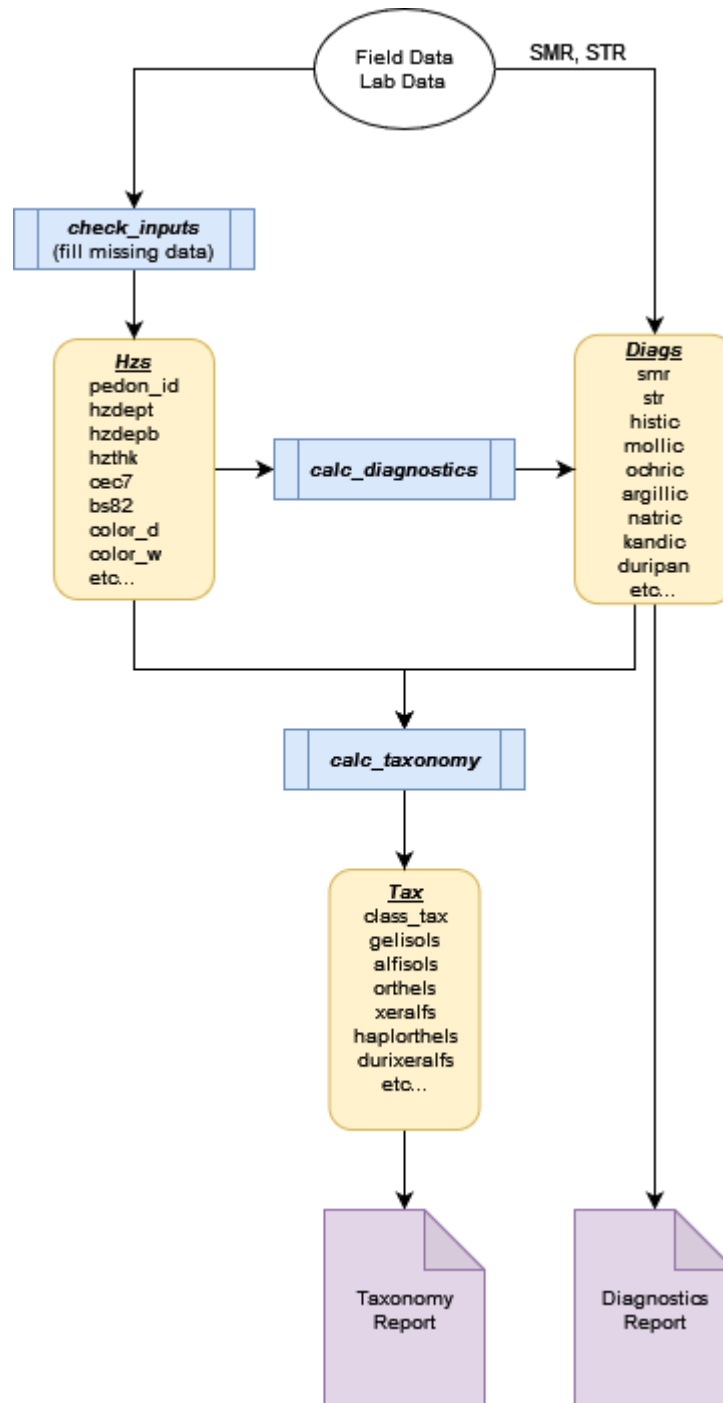 Field Data
Lab Data
SMR, STR
check_inputs
(fill missing data)
Hzs
pedon_id
hzdept
hzdepb
hzthk
cec7
bs82
color_d
color_w
etc...
calc_diagnostics
Diags
smr
str
histic
mollic
ochric
argillic
natric
kandic
duripan
etc...
calc_taxonomy
Tax
class_tax
gelisols
alfisols
orthels
xeralfs
haplorthels
durixeralfs
etc...
Taxonomy
Report
Diagnostics
Report